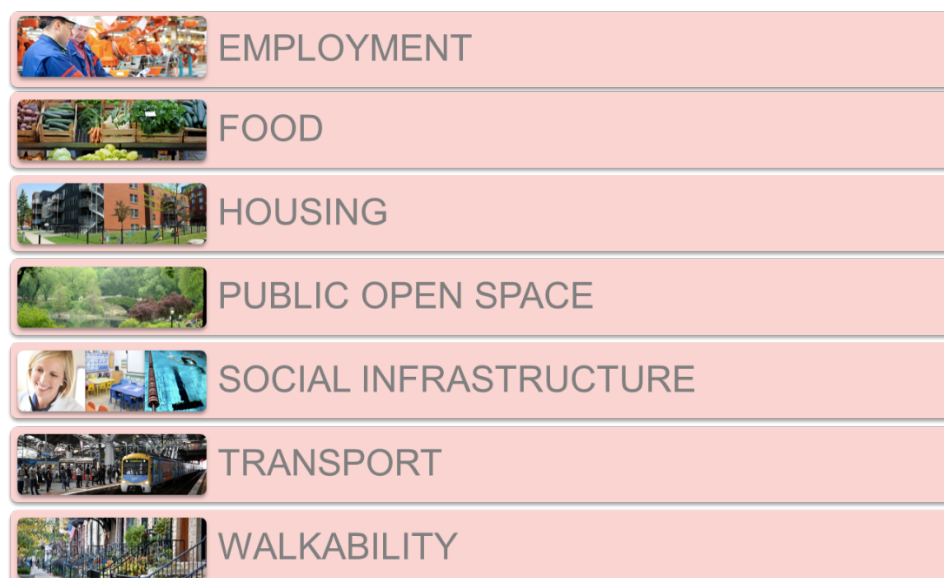 EMPLOYMENT
FOOD
HOUSING
PUBLIC OPEN SPACE
SOCIAL INFRASTRUCTURE
TRANSPORT
WALKABILITY